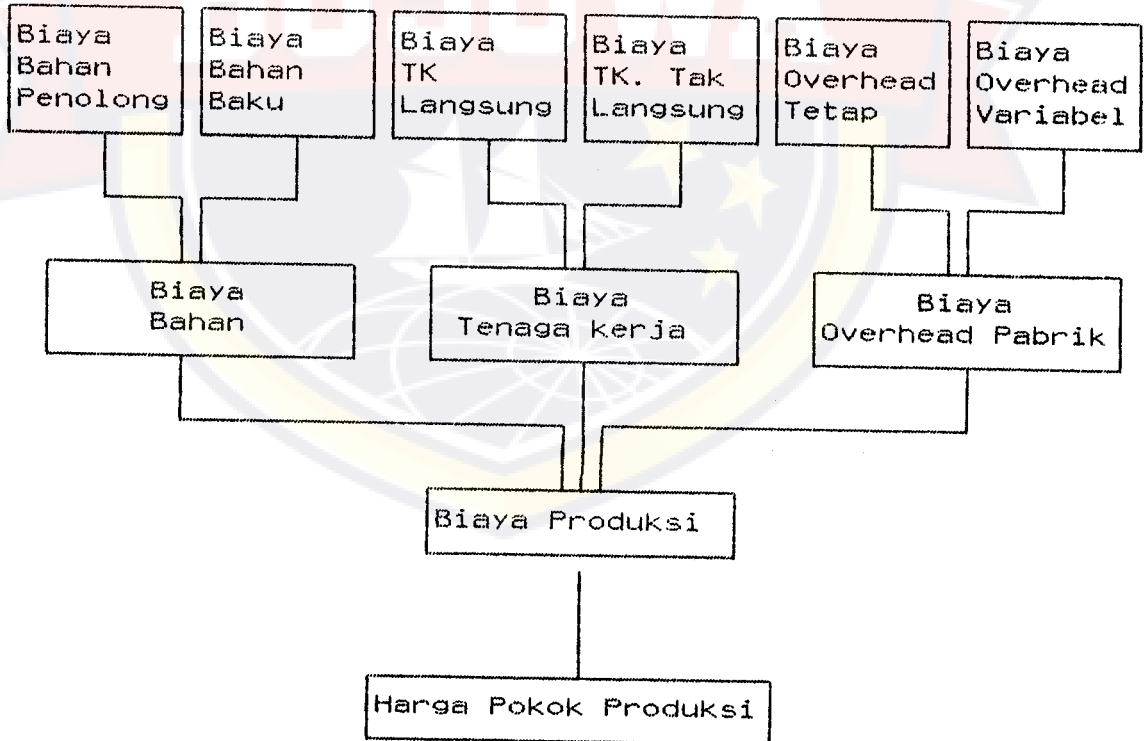 Biaya
Bahan
Penolong
Biaya
Bahan
Baku
Biaya
TK
Langsung
Biaya
TK. Tak
Langsung
Biaya
Overhead
Tetap
Biaya
Overhead
Variabel
Biaya
Bahan
Biaya
Tenaga kerja
Biaya
Overhead Pabrik
Biaya Produksi
Harga Pokok Produksi